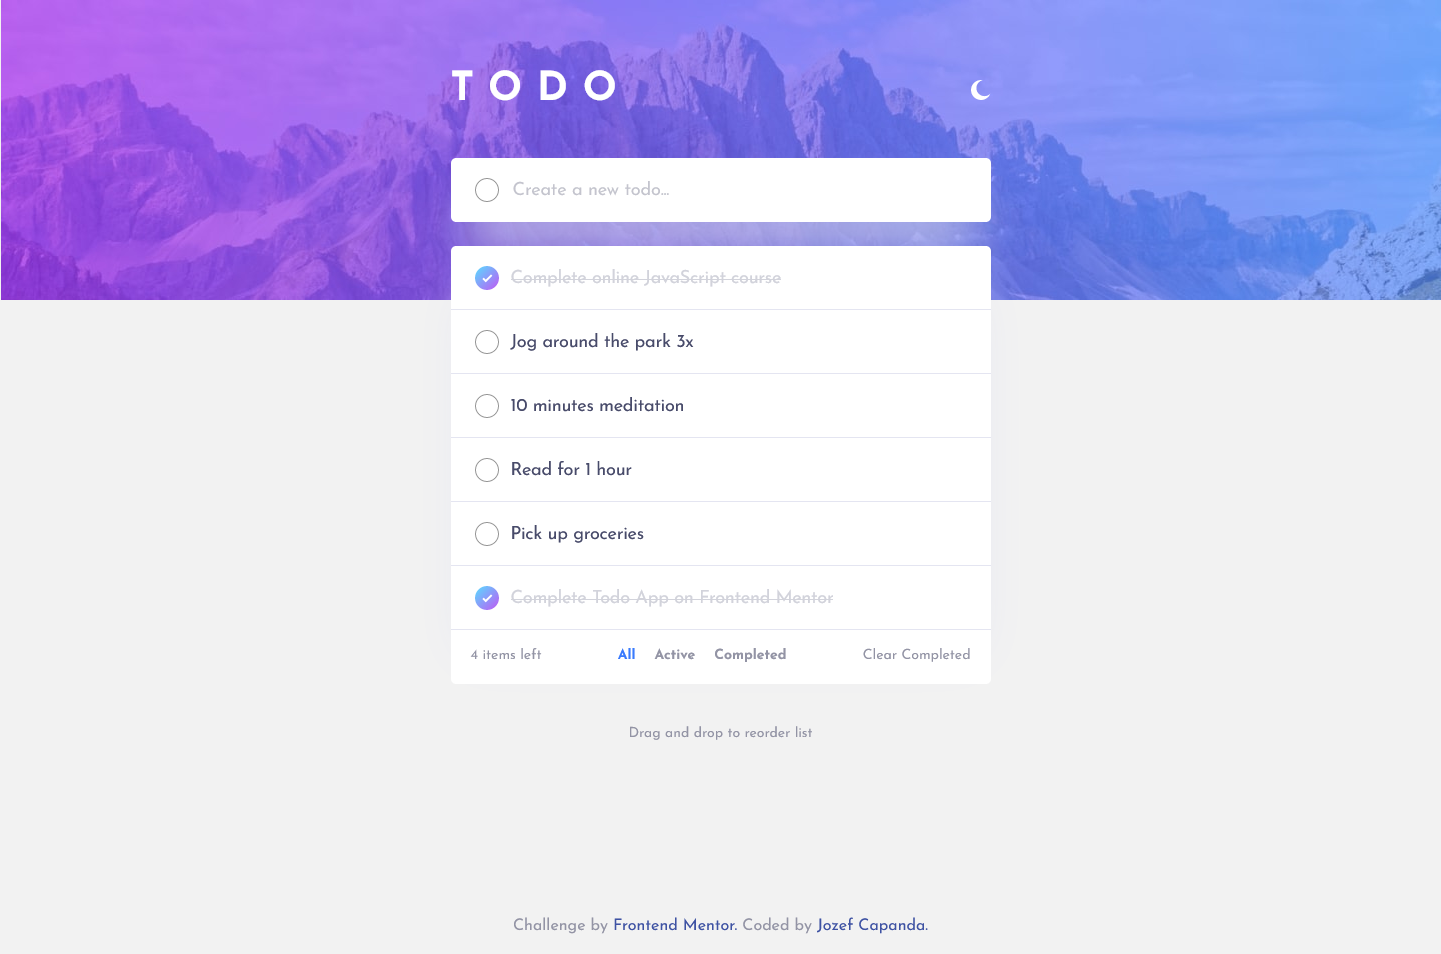 TODO
Create a new todo...
Complete online JavaScript course
Jog around the park 3x
10 minutes meditation
Read for 1 hour
Pick up groceries
Complete Todo App on Frontend Mentor
4 items left All Active Completed Clear Completed
Drag and drop to reorder list
Challenge by Frontend Mentor. Coded by Jozef Capanda.